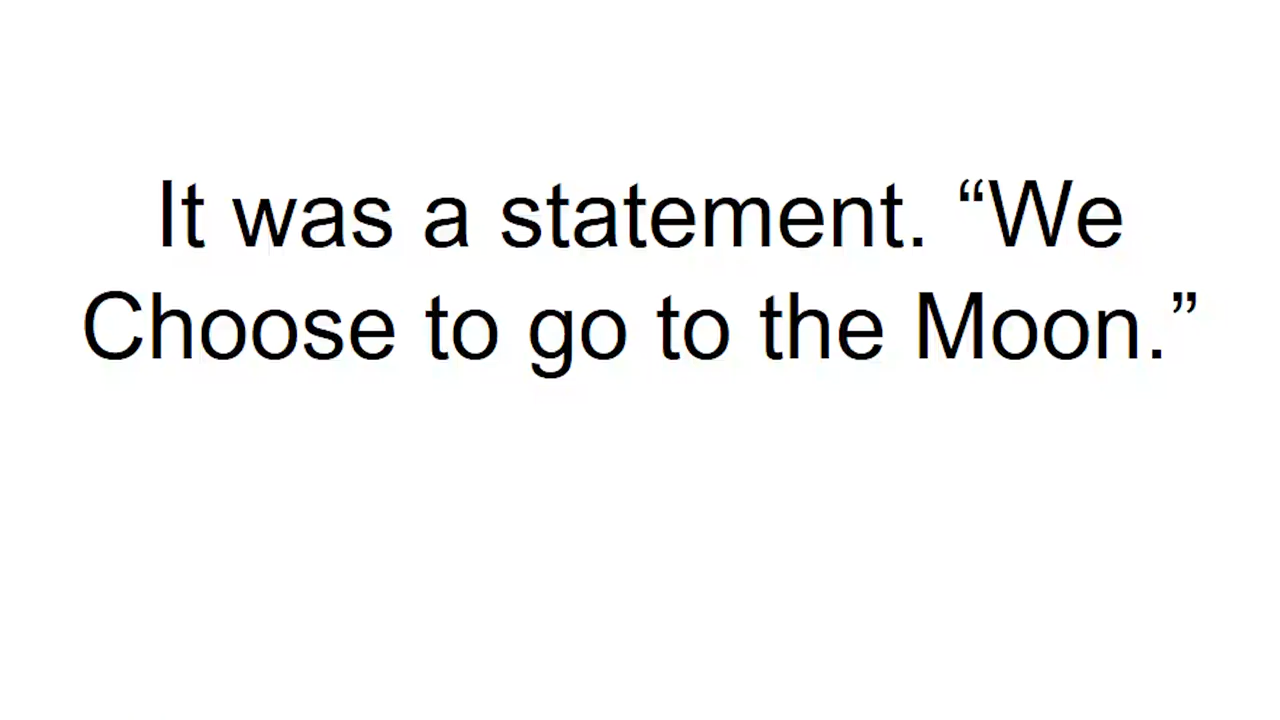 It was a statement. “We
Choose to go to the Moon.”